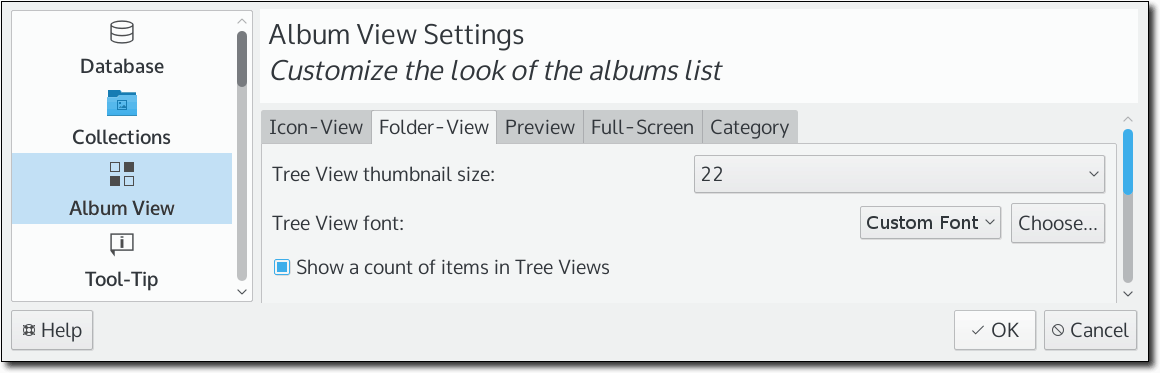 Database
Collections
Album View
Tool-Tip
Album View Settings
Customize the look of the albums list
Icon-View Folder-View Preview Full-Screen Category
Tree View thumbnail size: 22
Tree View font: Custom Font Choose...
Show a count of items in Tree Views
Help OK Cancel